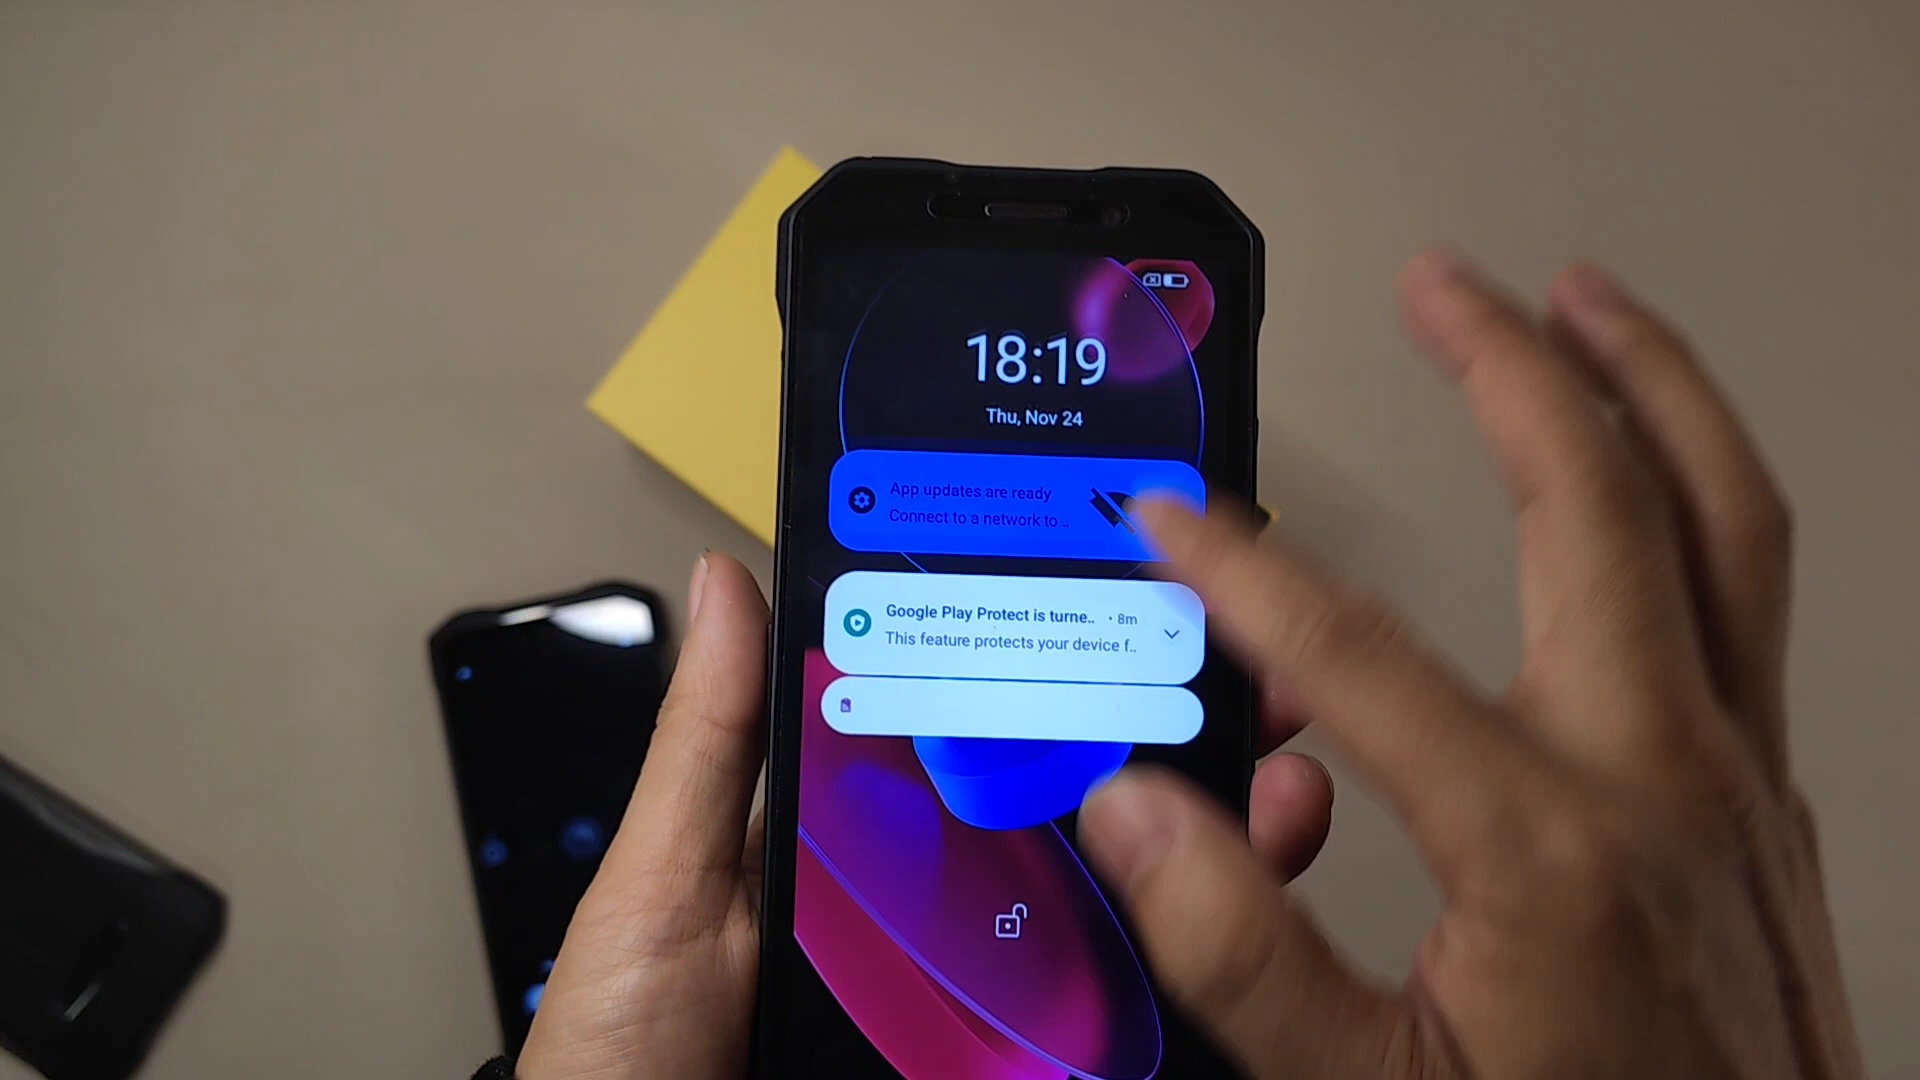 18:19
Thu, Nov 24
App updates are ready
Connect to a network to ..
Google Play Protect is turne.. • 8m
This feature protects your device f..